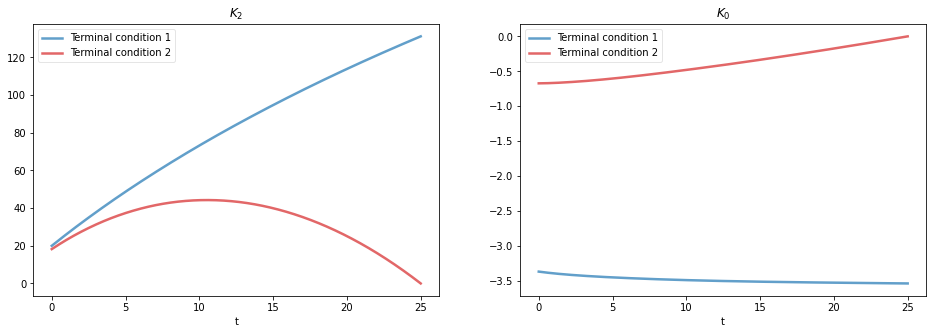 K₂
Terminal condition 1
Terminal condition 2
120
100
80
60
40
20
0
0 5 10 15 20 25
t
K₀
Terminal condition 1
Terminal condition 2
0.0
−0.5
−1.0
−1.5
−2.0
−2.5
−3.0
−3.5
0 5 10 15 20 25
t